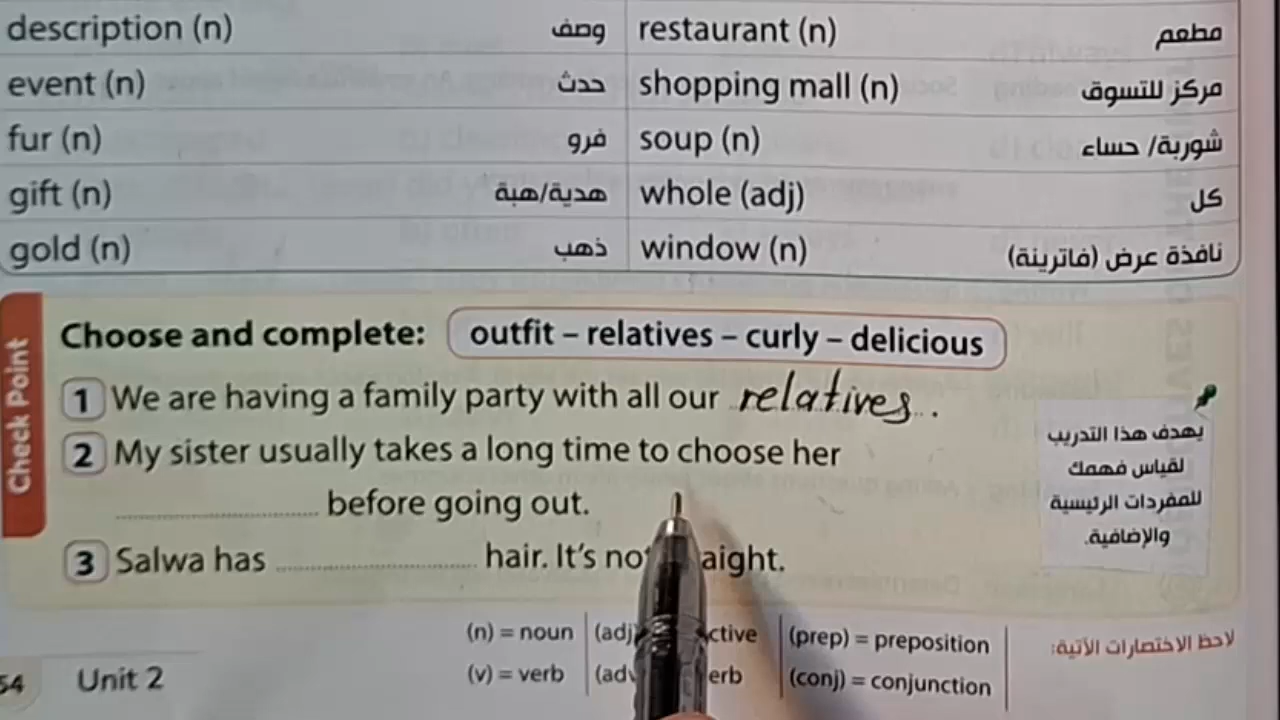 description (n) وصف restaurant (n) مطعم
event (n) حدث shopping mall (n) مركز للتسوق
fur (n) فرو soup (n) شوربة/ حساء
gift (n) هدية/هبة whole (adj) كل
gold (n) ذهب window (n) نافذة عرض (فاترينة)
Check Point
Choose and complete: outfit – relatives – curly – delicious
1 We are having a family party with all our relatives.
2 My sister usually takes a long time to choose her
before going out.
3 Salwa has hair. It's
يهدف هذا التدريب
لقياس فهمك
للمفردات الرئيسية
والإضافية.
(n) = noun (prep) = preposition لاحظ الاختصارات الآتية:
(v) = verb (conj) = conjunction
54 Unit 2